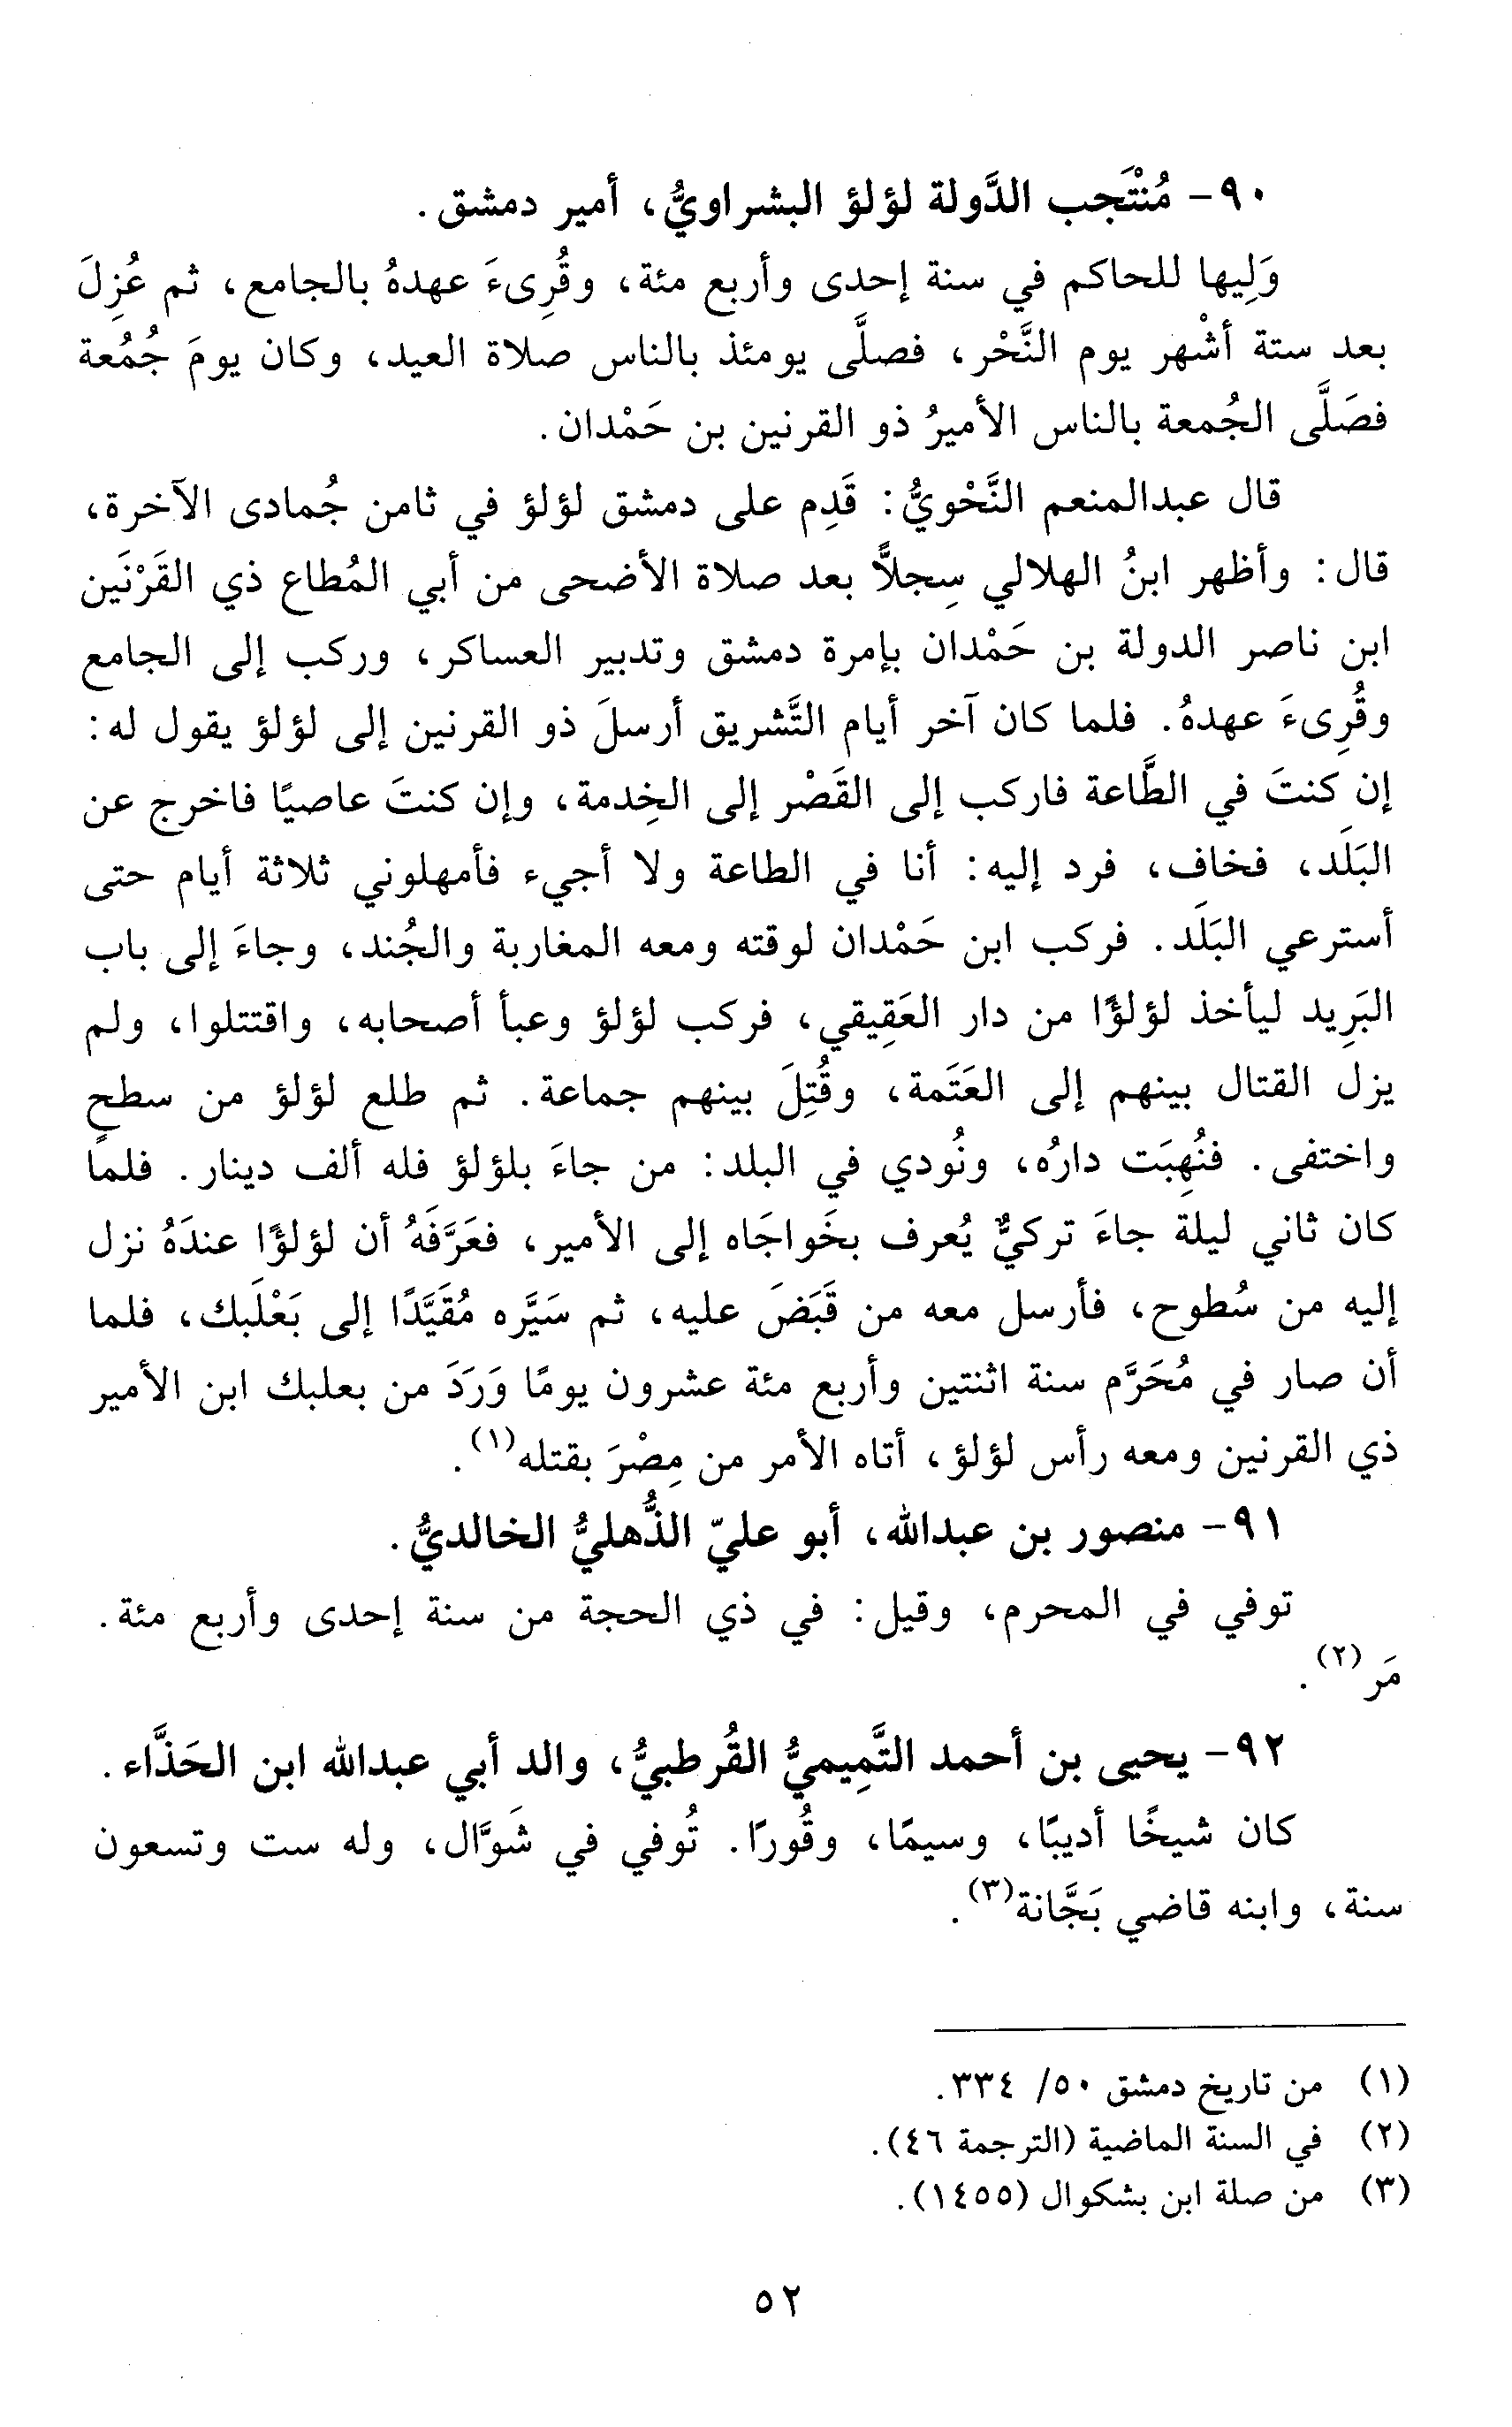 ٩٠- مُنْتَجب الدَّولة لؤلؤ البشراويُّ، أمير دمشق.
وَلِيها للحاكم في سنة إحدى وأربع مئة، وقُرِىءَ عهدهُ بالجامع، ثم عُزِلَ
بعد ستة أشْهر يوم النَّحْر، فصلَّى يومئذ بالناس صلاة العيد، وكان يومَ جُمُعة
فصَلَّى الجُمعة بالناس الأميرُ ذو القرنين بن حَمْدان.
قال عبدالمنعم النَّحْويُّ: قَدِم على دمشق لؤلؤ في ثامن جُمادى الآخرة،
قال: وأظهر ابنُ الهلالي سِجلاًّ بعد صلاة الأضحى من أبي المُطاع ذي القَرْنَين
ابن ناصر الدولة بن حَمْدان بإمرة دمشق وتدبير العساكر، وركب إلى الجامع
وقُرِىءَ عهدهُ. فلما كان آخر أيام التَّشريق أرسلَ ذو القرنين إلى لؤلؤ يقول له:
إن كنتَ في الطَّاعة فاركب إلى القَصْر إلى الخِدمة، وإن كنتَ عاصيًا فاخرج عن
البَلَد، فخاف، فرد إليه: أنا في الطاعة ولا أجيء فأمهلوني ثلاثة أيام حتى
أسترعي البَلَد. فركب ابن حَمْدان لوقته ومعه المغاربة والجُند، وجاءَ إلى باب
البَرِيد ليأخذ لؤلؤًا من دار العَقِيقي، فركب لؤلؤ وعبأ أصحابه، واقتتلوا، ولم
يزل القتال بينهم إلى العَتَمة، وقُتِلَ بينهم جماعة. ثم طلع لؤلؤ من سطحٍ
واختفى. فنُهِبَت دارُه، ونُودي في البلد: من جاءَ بلؤلؤ فله ألف دينار. فلما
كان ثاني ليلة جاءَ تركيٌّ يُعرف بخَواجَاه إلى الأمير، فعَرَّفَهُ أن لؤلؤًا عندَهُ نزل
إليه من سُطوح، فأرسل معه من قَبَضَ عليه، ثم سَيَّره مُقَيَّدًا إلى بَعْلَبك، فلما
أن صار في مُحَرَّم سنة اثنتين وأربع مئة عشرون يومًا وَرَدَ من بعلبك ابن الأمير
ذي القرنين ومعه رأس لؤلؤ، أتاه الأمر من مِصْرَ بقتله(١).
٩١- منصور بن عبدالله، أبو عليّ الذُّهليُّ الخالديُّ.
توفي في المحرم، وقيل: في ذي الحجة من سنة إحدى وأربع مئة.
مَر(٢).
٩٢- يحيى بن أحمد التَّمِيميُّ القُرطبيُّ، والد أبي عبدالله ابن الحَذَّاء.
كان شيخًا أديبًا، وسيمًا، وقُورًا. تُوفي في شَوَّال، وله ست وتسعون
سنة، وابنه قاضي بَجَّانة(٣).
(١) من تاريخ دمشق ٥٠/ ٣٣٤.
(٢) في السنة الماضية (الترجمة ٤٦).
(٣) من صلة ابن بشكوال (١٤٥٥).
٥٢